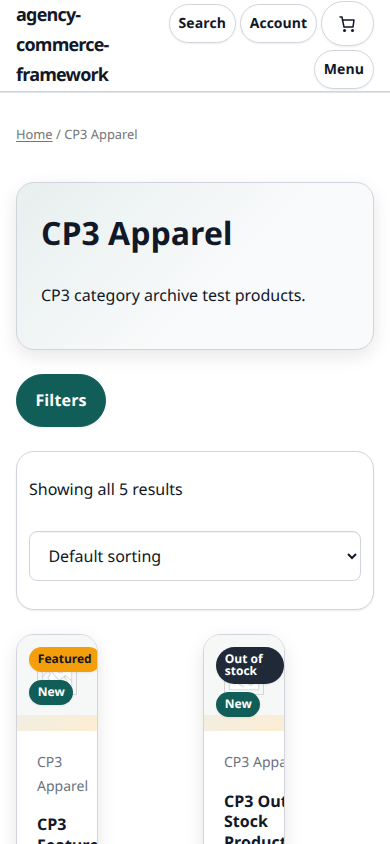 agency-
commerce-
framework
Search
Account
Menu
Home / CP3 Apparel
CP3 Apparel
CP3 category archive test products.
Filters
Showing all 5 results
Default sorting
Featured
New
CP3
Apparel
CP3
Out of
stock
New
CP3 Appa
CP3 Out
Stock